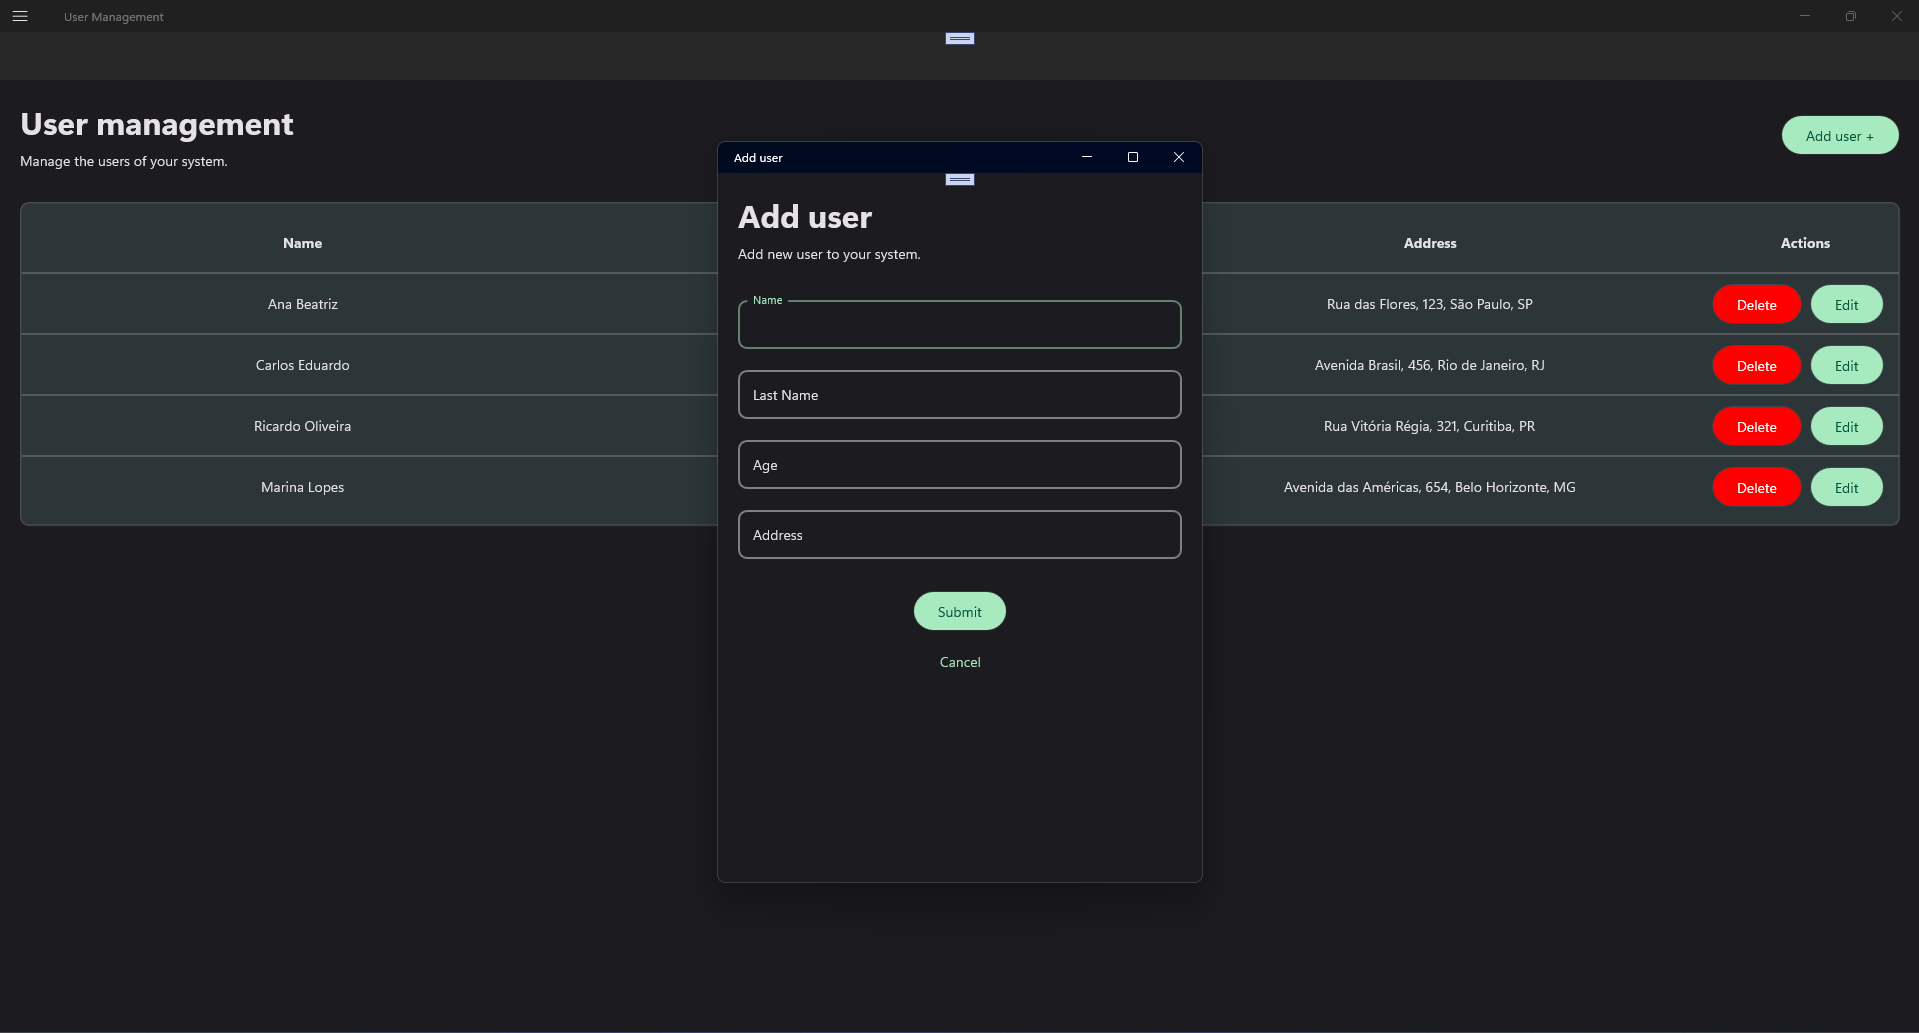 User Management
User management
Manage the users of your system.
Add user +
Name
Address
Actions
Ana Beatriz
Rua das Flores, 123, São Paulo, SP
Delete
Edit
Carlos Eduardo
Avenida Brasil, 456, Rio de Janeiro, RJ
Delete
Edit
Ricardo Oliveira
Rua Vitória Régia, 321, Curitiba, PR
Delete
Edit
Marina Lopes
Avenida das Américas, 654, Belo Horizonte, MG
Delete
Edit
Add user
Add user
Add new user to your system.
Name
Last Name
Age
Address
Submit
Cancel